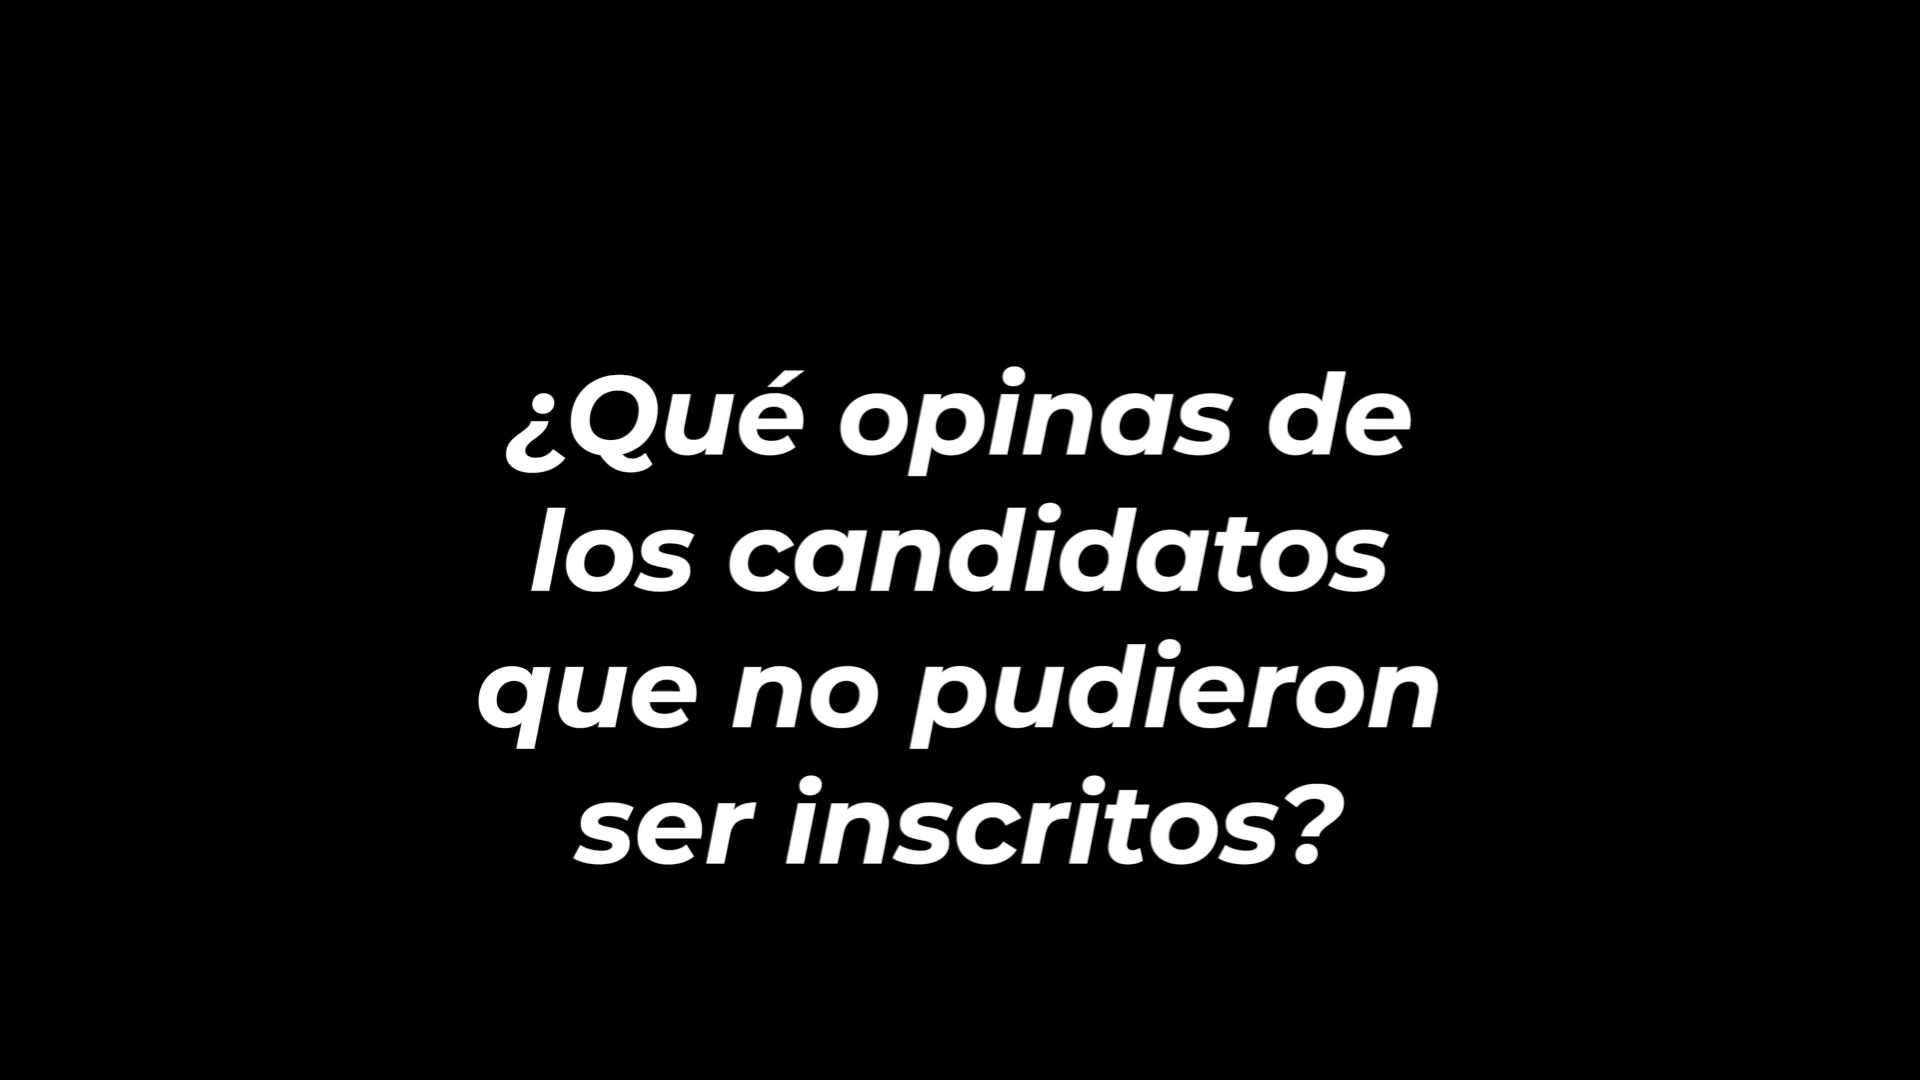 ¿Qué opinas de
los candidatos
que no pudieron
ser inscritos?